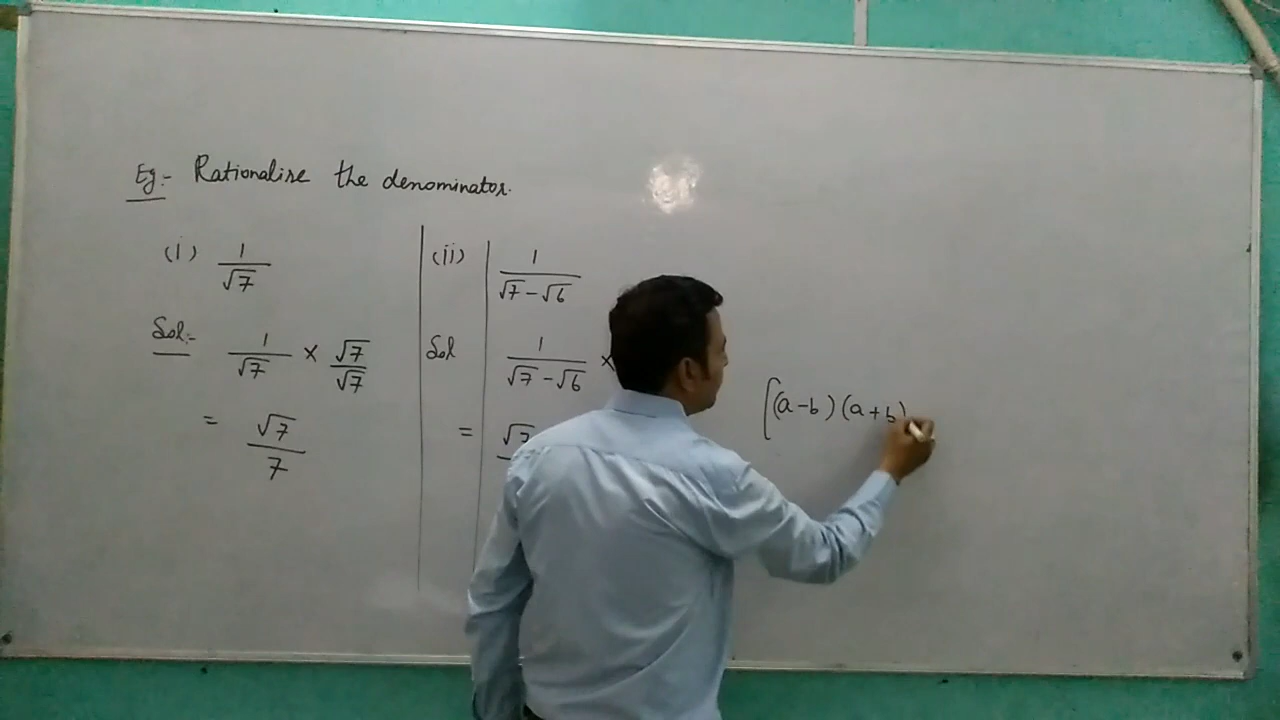 Eg:- Rationalise the denominator.
(i) 1/√7
Sol:- 1/√7 × √7/√7
= √7/7
(ii) 1/(√7-√6)
Sol 1/(√7-√6) ×
= √7
[(a-b)(a+b)